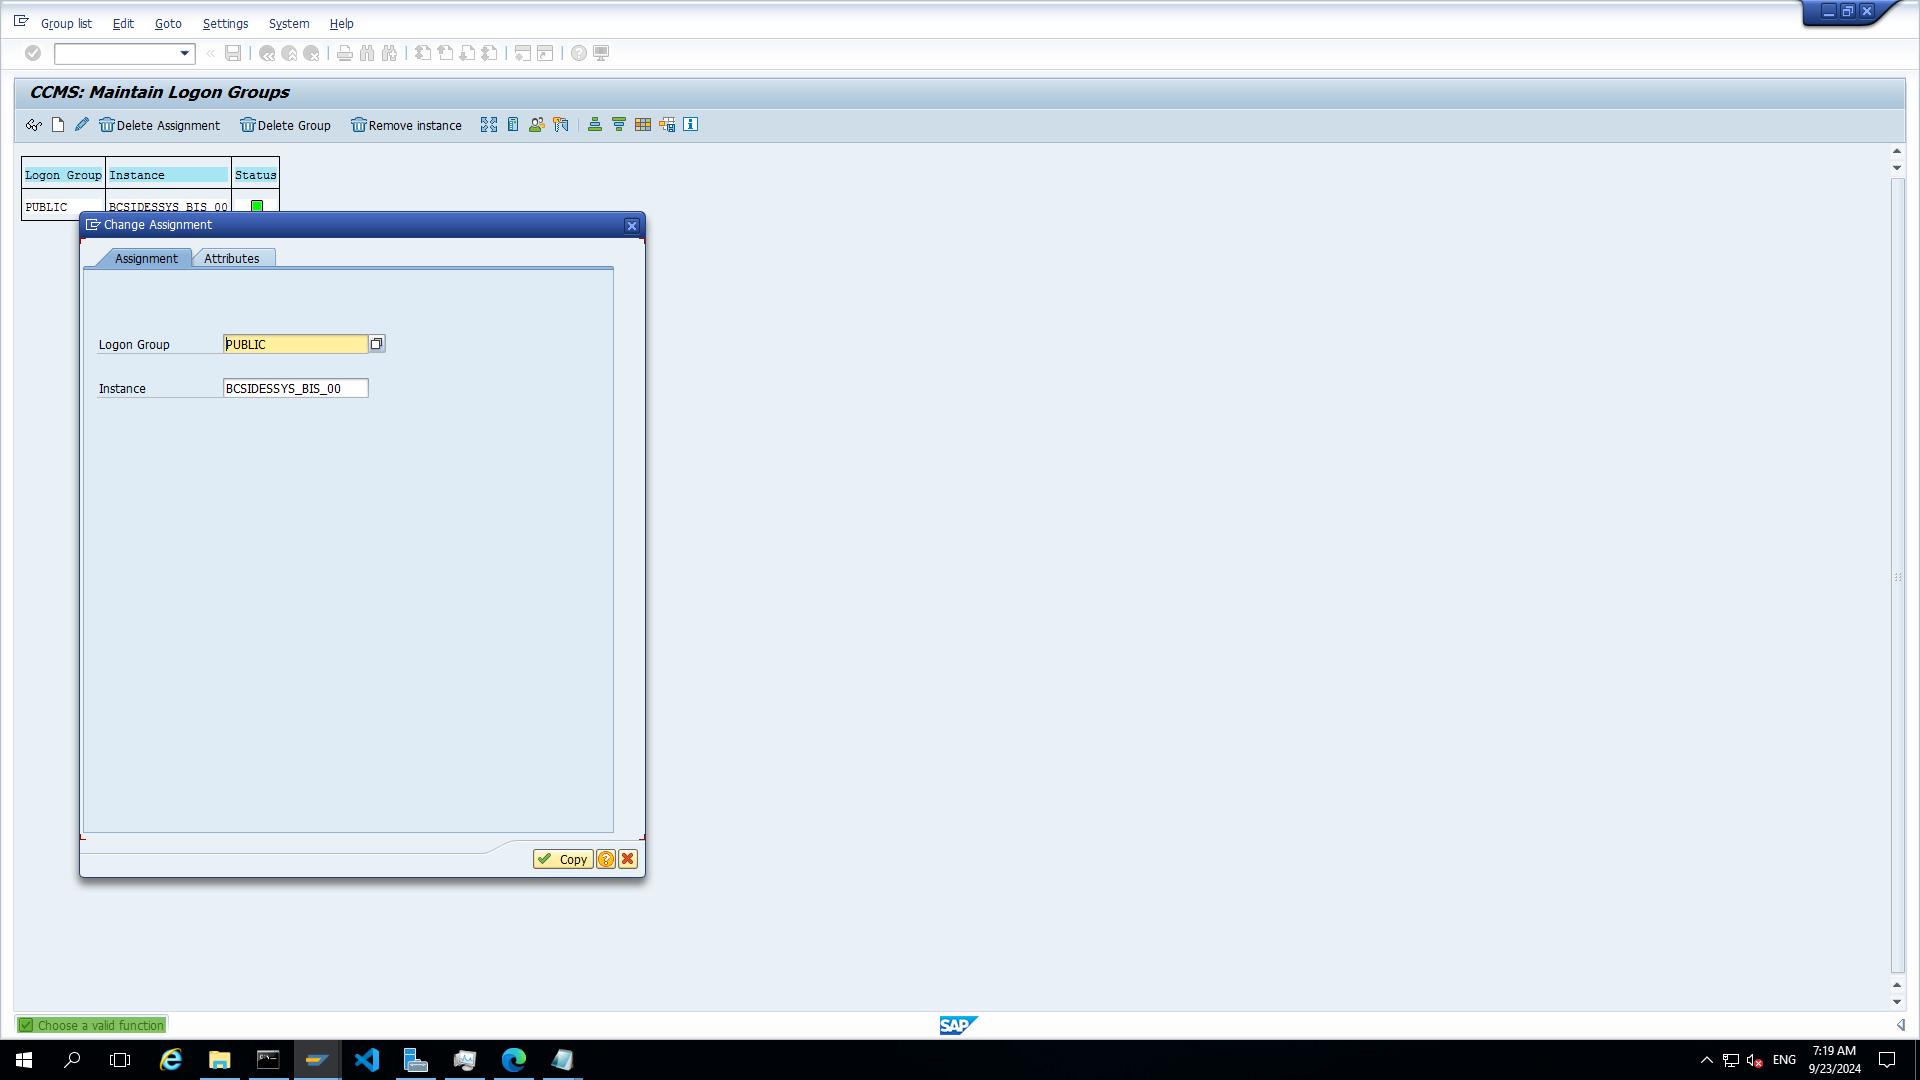 Group list Edit Goto Settings System Help
CCMS: Maintain Logon Groups
Delete Assignment Delete Group Remove instance
Logon Group Instance Status
PUBLIC BCSIDESSYS_BIS_00
Change Assignment
Assignment Attributes
Logon Group PUBLIC
Instance BCSIDESSYS_BIS_00
Copy
Choose a valid function
SAP
ENG
7:19 AM
9/23/2024